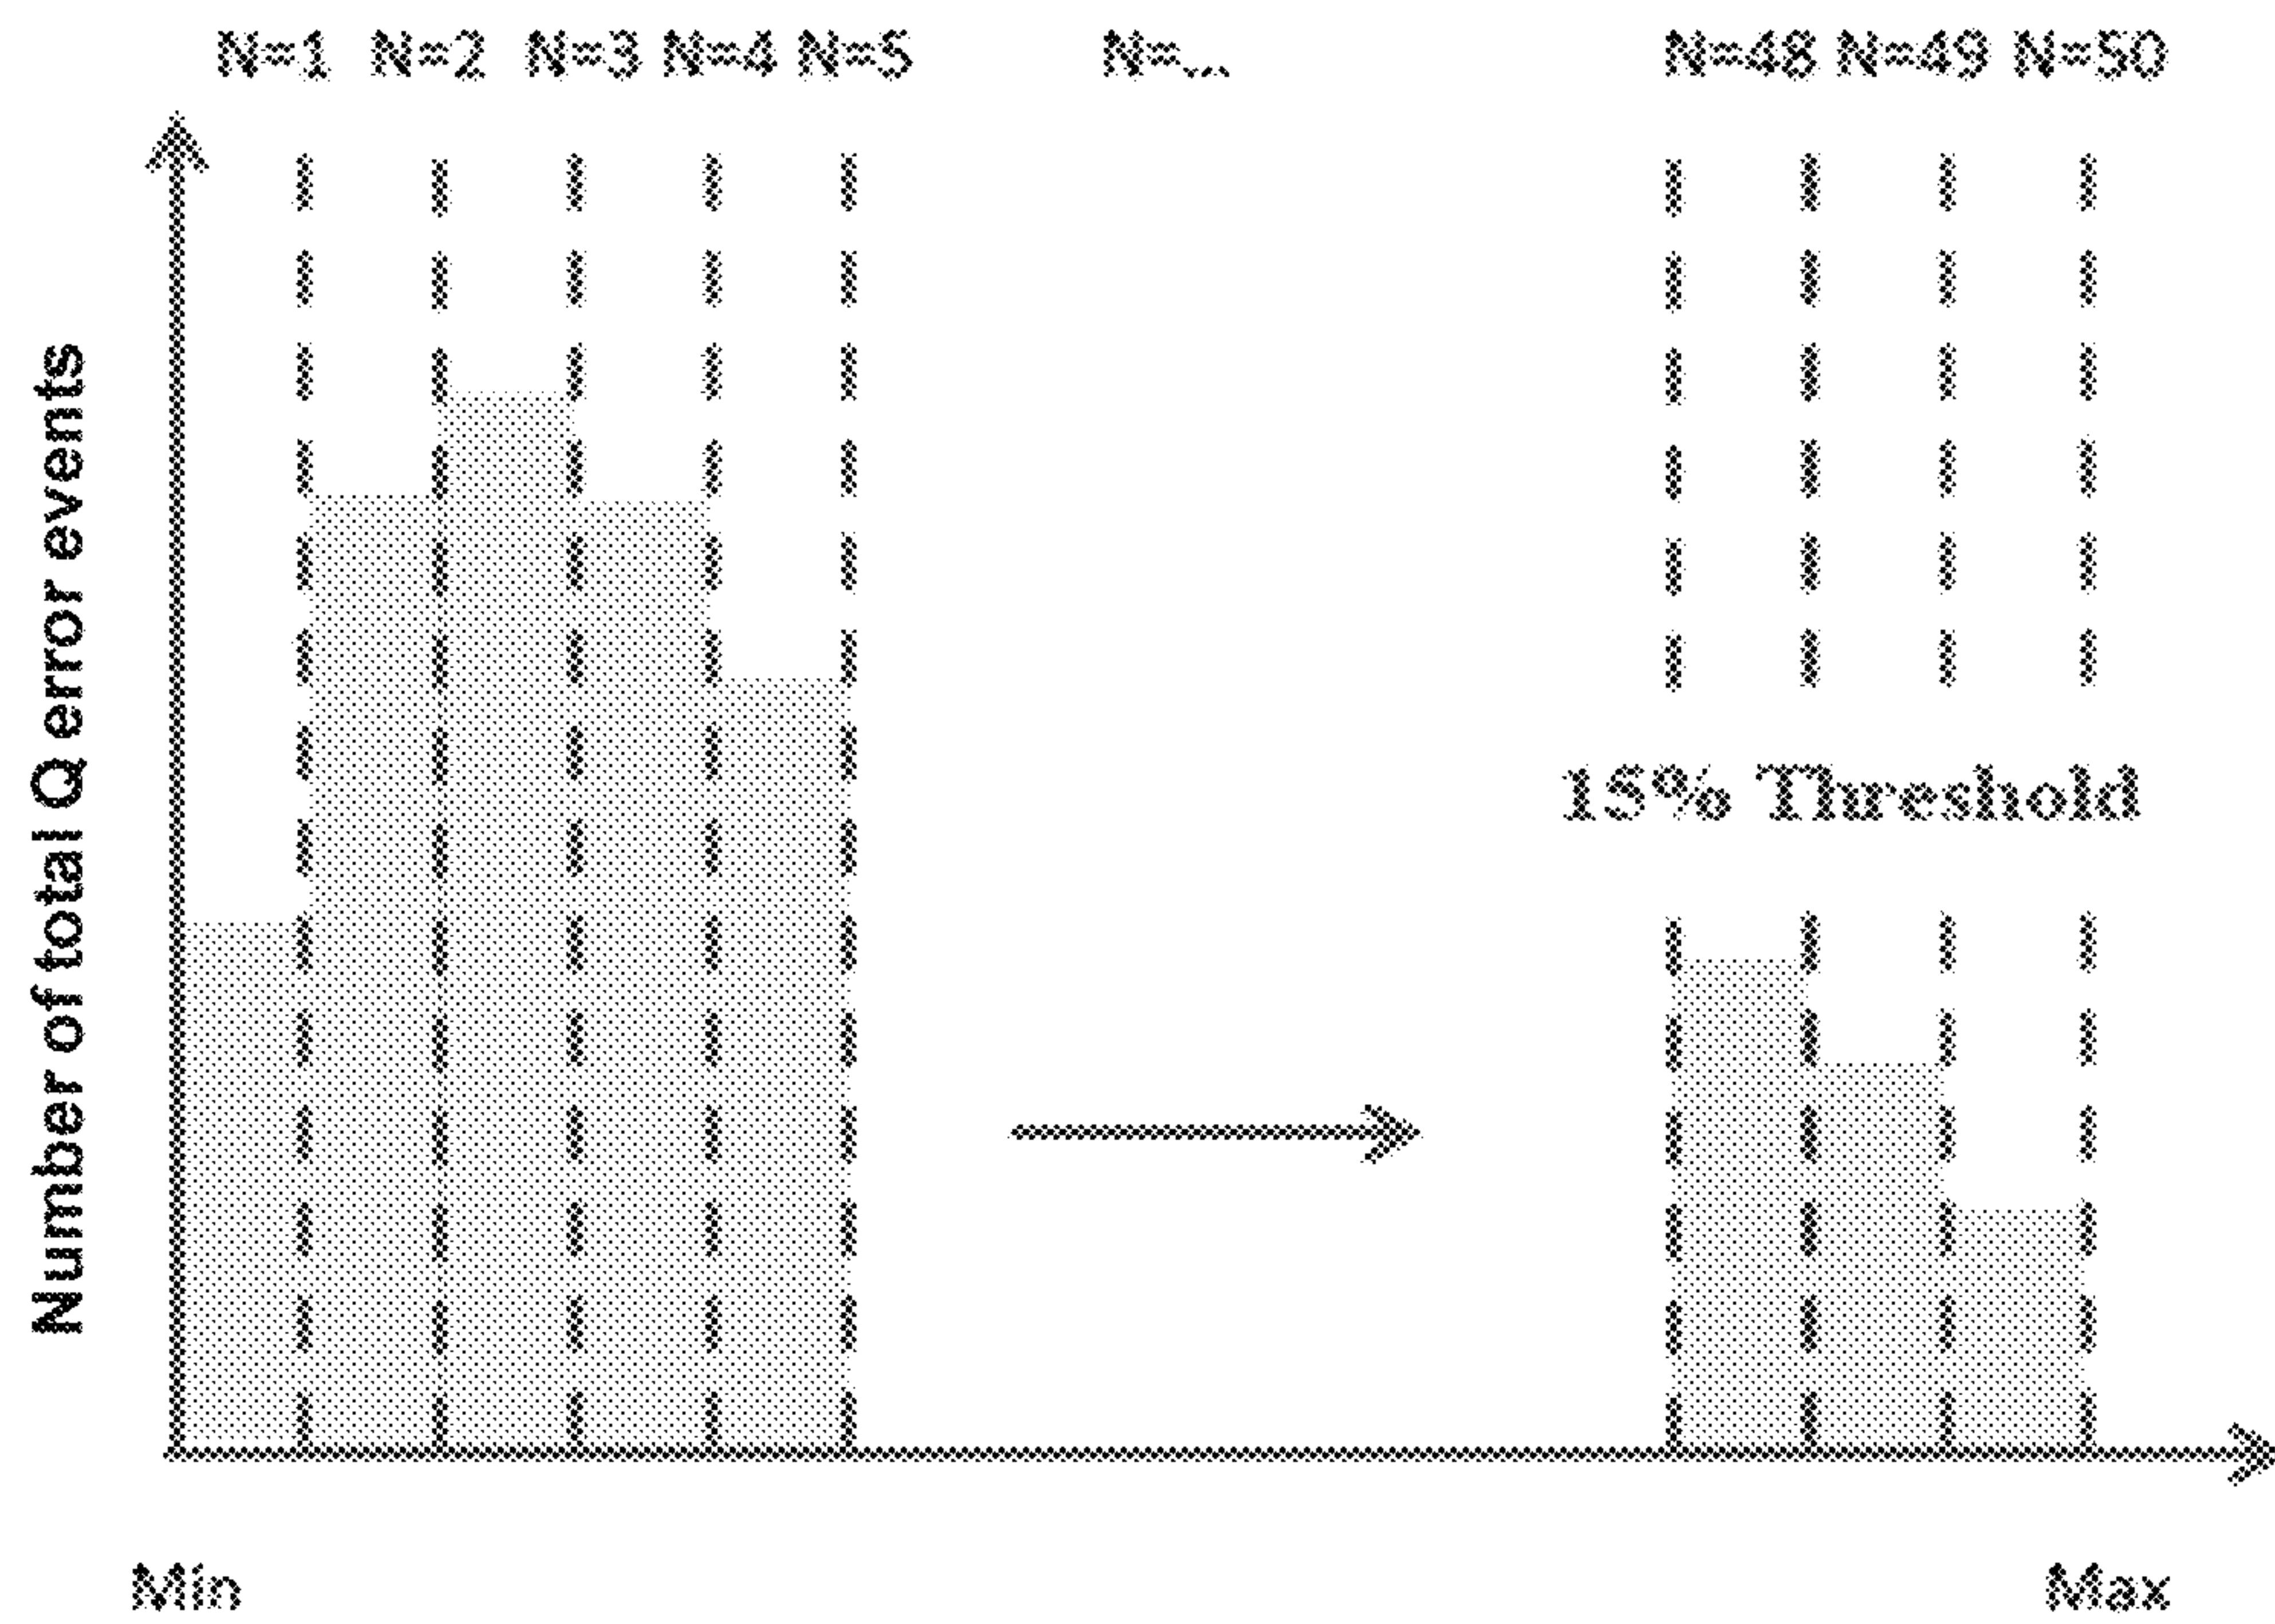 N=1 N=2 N=3 N=4 N=5 N=... N=48 N=49 N=50
Number of total Q error events
15% Threshold
Min Max